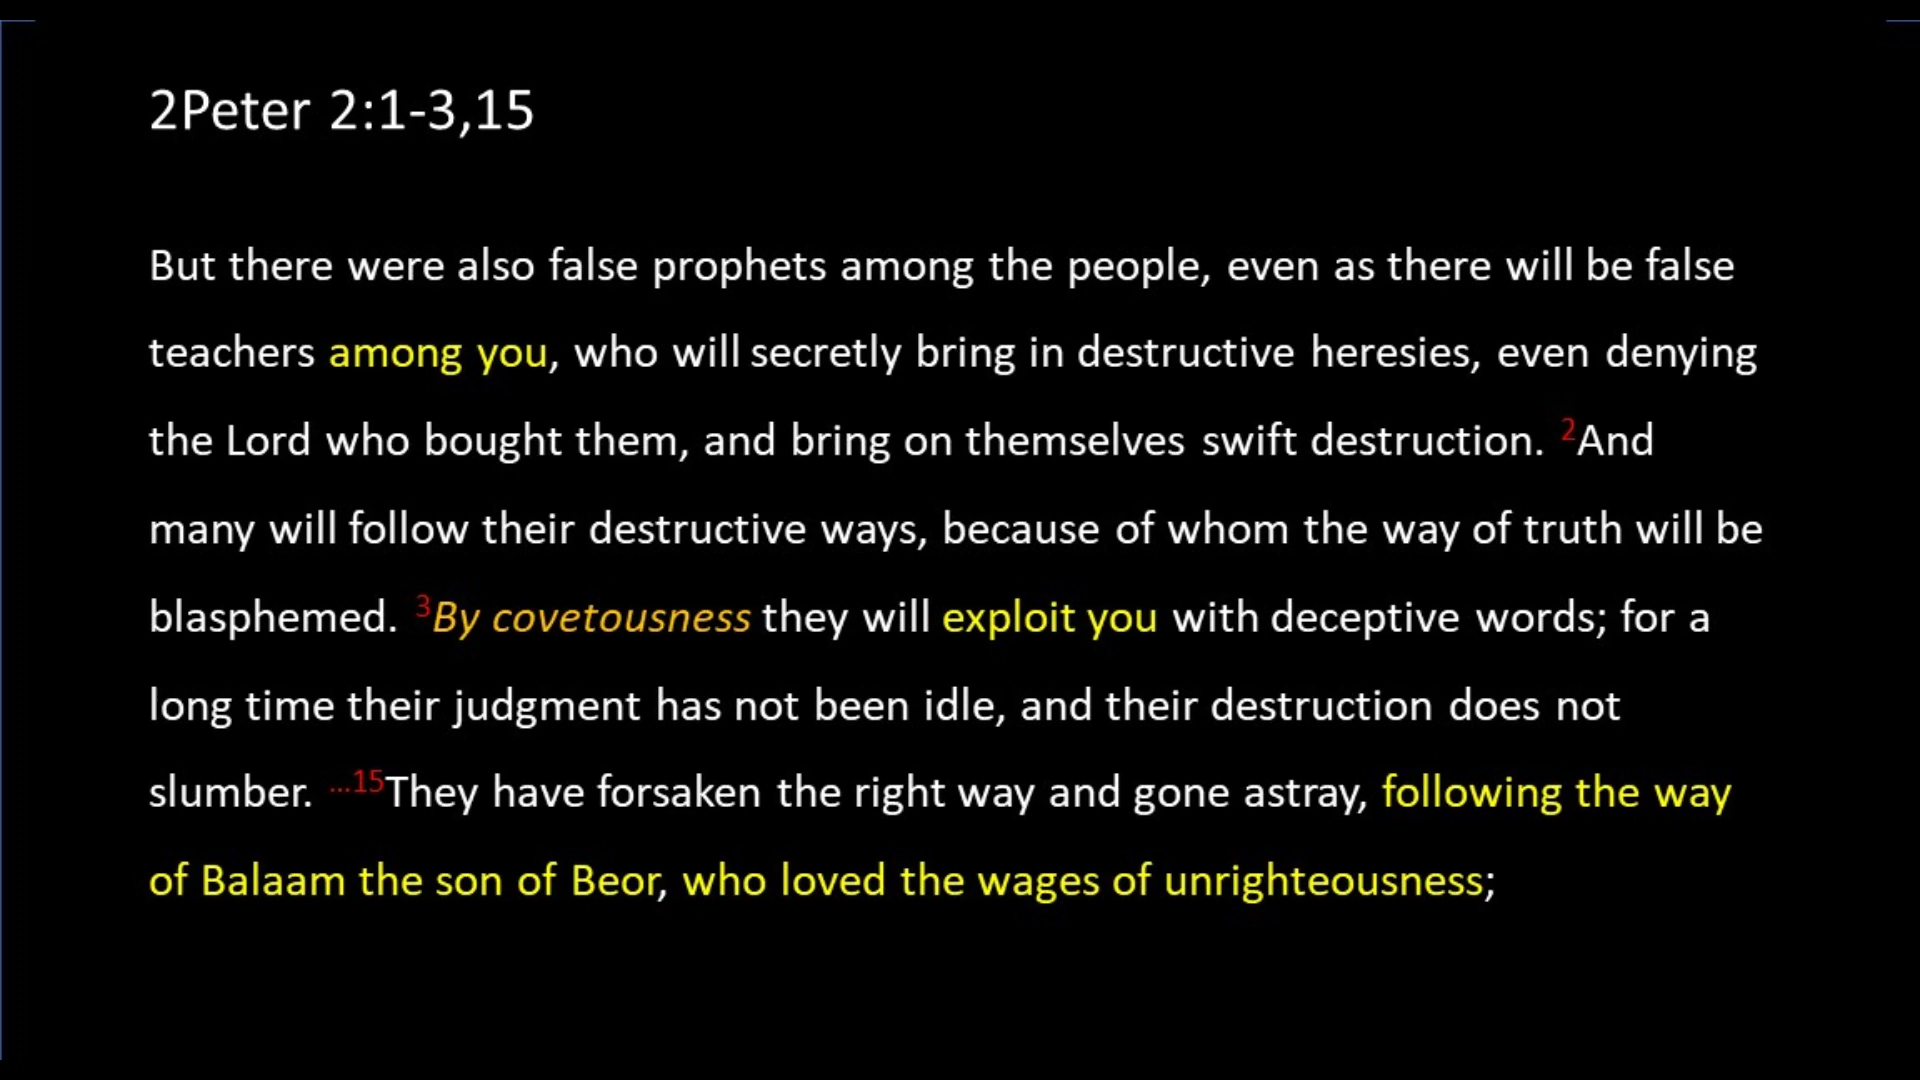 2Peter 2:1-3,15
But there were also false prophets among the people, even as there will be false
teachers among you, who will secretly bring in destructive heresies, even denying
the Lord who bought them, and bring on themselves swift destruction. ²And
many will follow their destructive ways, because of whom the way of truth will be
blasphemed. ³By covetousness they will exploit you with deceptive words; for a
long time their judgment has not been idle, and their destruction does not
slumber. …¹⁵They have forsaken the right way and gone astray, following the way
of Balaam the son of Beor, who loved the wages of unrighteousness;